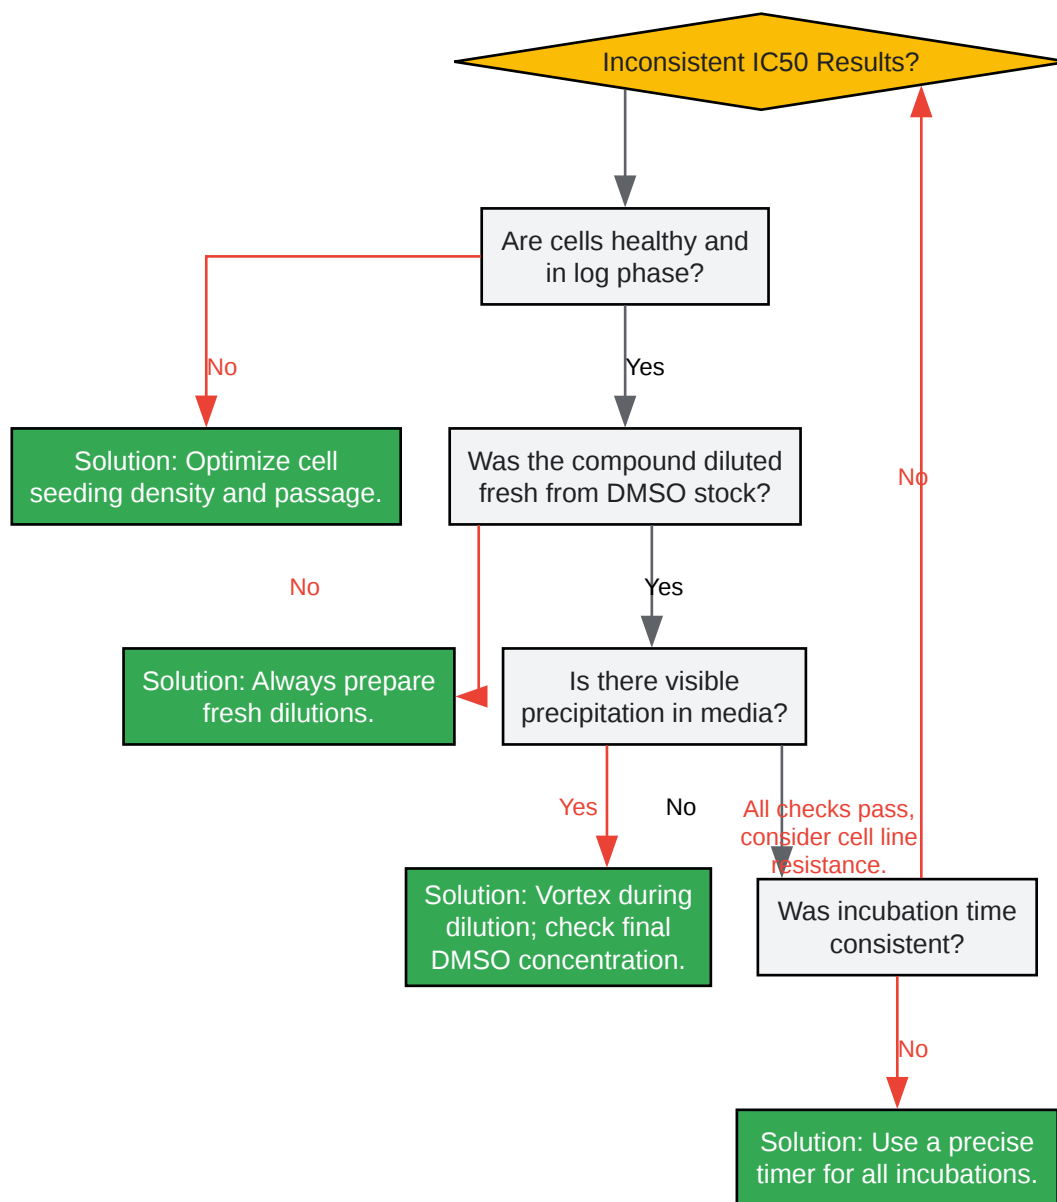 Inconsistent IC50 Results?
Are cells healthy and
in log phase?
No
Yes
Solution: Optimize cell
seeding density and passage.
Was the compound diluted
fresh from DMSO stock?
No
No
Yes
Solution: Always prepare
fresh dilutions.
Is there visible
precipitation in media?
Yes
No
All checks pass,
consider cell line
resistance.
Solution: Vortex during
dilution; check final
DMSO concentration.
Was incubation time
consistent?
No
Solution: Use a precise
timer for all incubations.